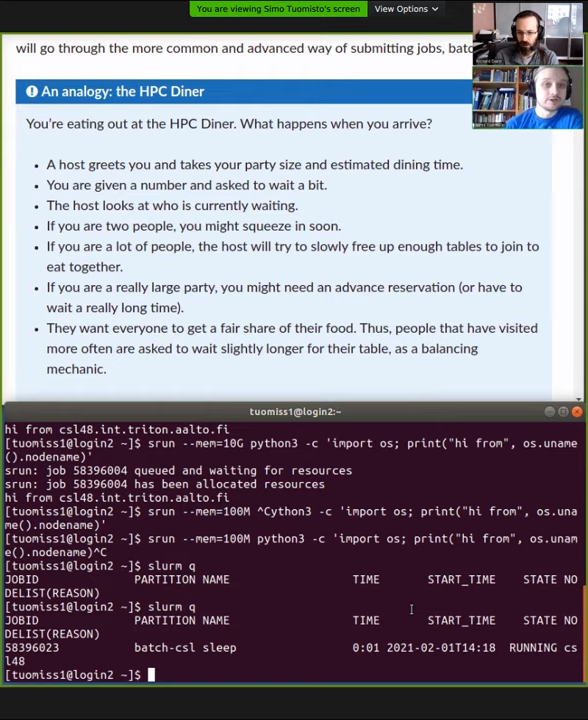 You are viewing Simo Tuomisto's screen
View Options
will go through the more common and advanced way of submitting jobs, batc
An analogy: the HPC Diner
You're eating out at the HPC Diner. What happens when you arrive?
• A host greets you and takes your party size and estimated dining time.
• You are given a number and asked to wait a bit.
• The host looks at who is currently waiting.
• If you are two people, you might squeeze in soon.
• If you are a lot of people, the host will try to slowly free up enough tables to join to
eat together.
• If you are a really large party, you might need an advance reservation (or have to
wait a really long time).
• They want everyone to get a fair share of their food. Thus, people that have visited
more often are asked to wait slightly longer for their table, as a balancing
mechanic.
tuomiss1@login2:~
hi from csl48.int.triton.aalto.fi
[tuomiss1@login2 ~]$ srun --mem=10G python3 -c 'import os; print("hi from", os.uname
().nodename)'
srun: job 58396004 queued and waiting for resources
srun: job 58396004 has been allocated resources
hi from csl48.int.triton.aalto.fi
[tuomiss1@login2 ~]$ srun --mem=100M ^Cython3 -c 'import os; print("hi from", os.una
me().nodename)'
[tuomiss1@login2 ~]$ srun --mem=100M python3 -c 'import os; print("hi from", os.unam
e().nodename)^C
[tuomiss1@login2 ~]$ slurm q
JOBID PARTITION NAME TIME START_TIME STATE NO
DELIST(REASON)
[tuomiss1@login2 ~]$ slurm q
JOBID PARTITION NAME TIME START_TIME STATE NO
DELIST(REASON)
58396023 batch-csl sleep 0:01 2021-02-01T14:18 RUNNING cs
l48
[tuomiss1@login2 ~]$